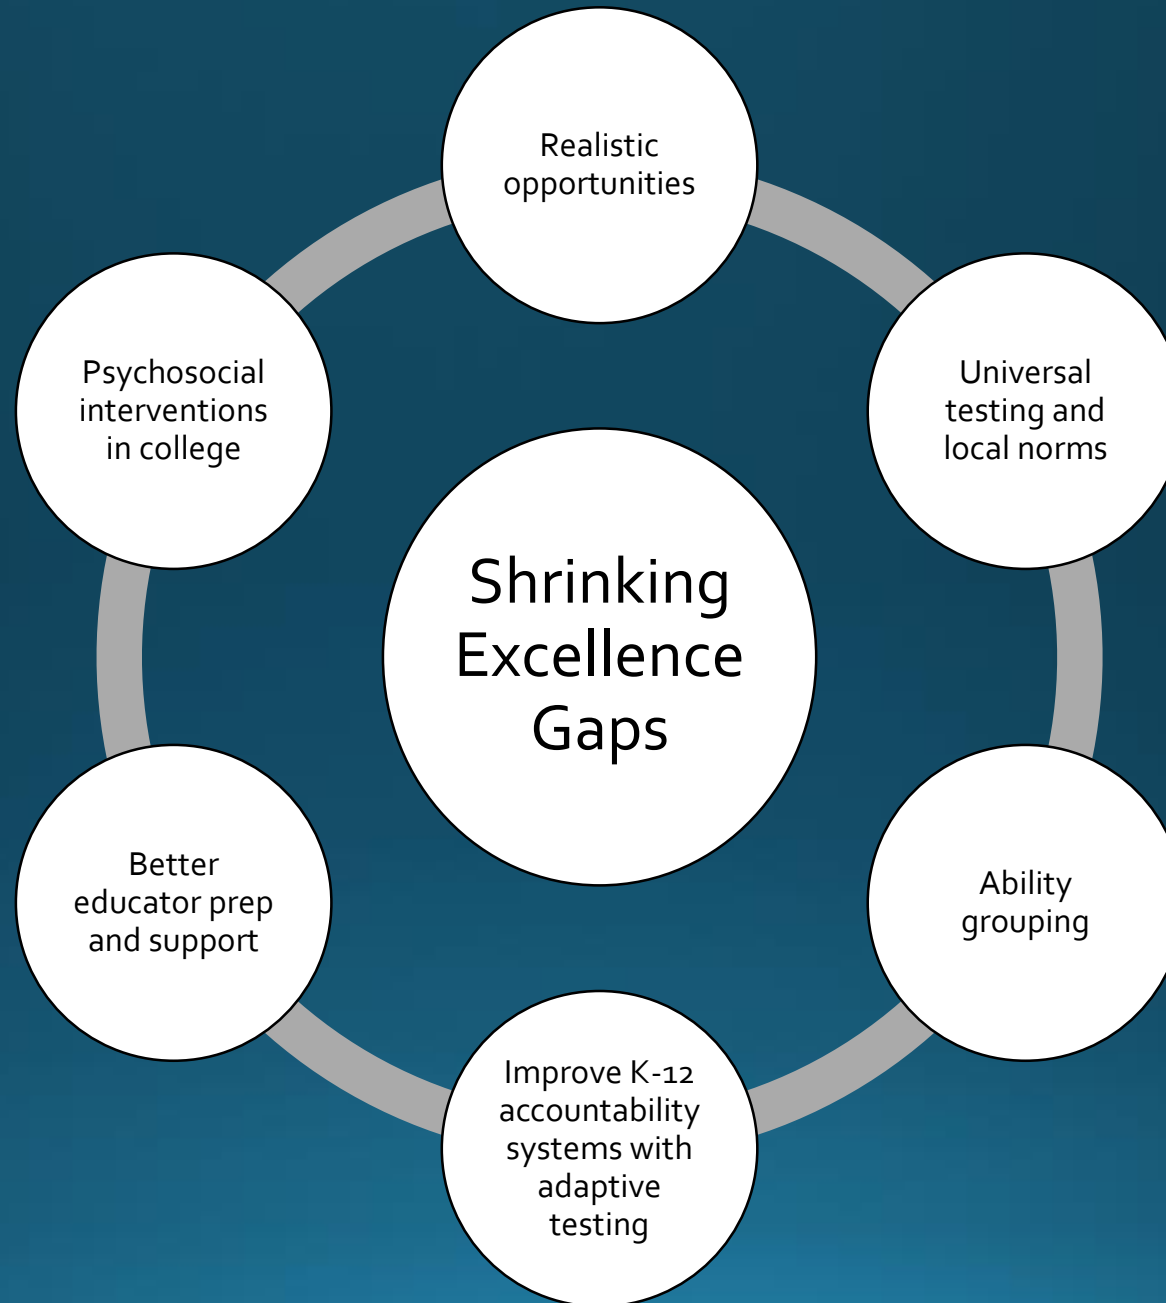 Realistic
opportunities
Universal
testing and
local norms
Ability
grouping
Improve K-12
accountability
systems with
adaptive
testing
Better
educator prep
and support
Psychosocial
interventions
in college
Shrinking
Excellence
Gaps